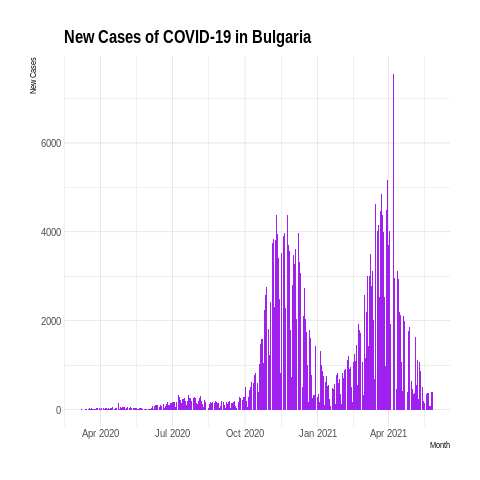 New Cases of COVID-19 in Bulgaria
New Cases
6000
4000
2000
0
Apr 2020 Jul 2020 Oct 2020 Jan 2021 Apr 2021
Month